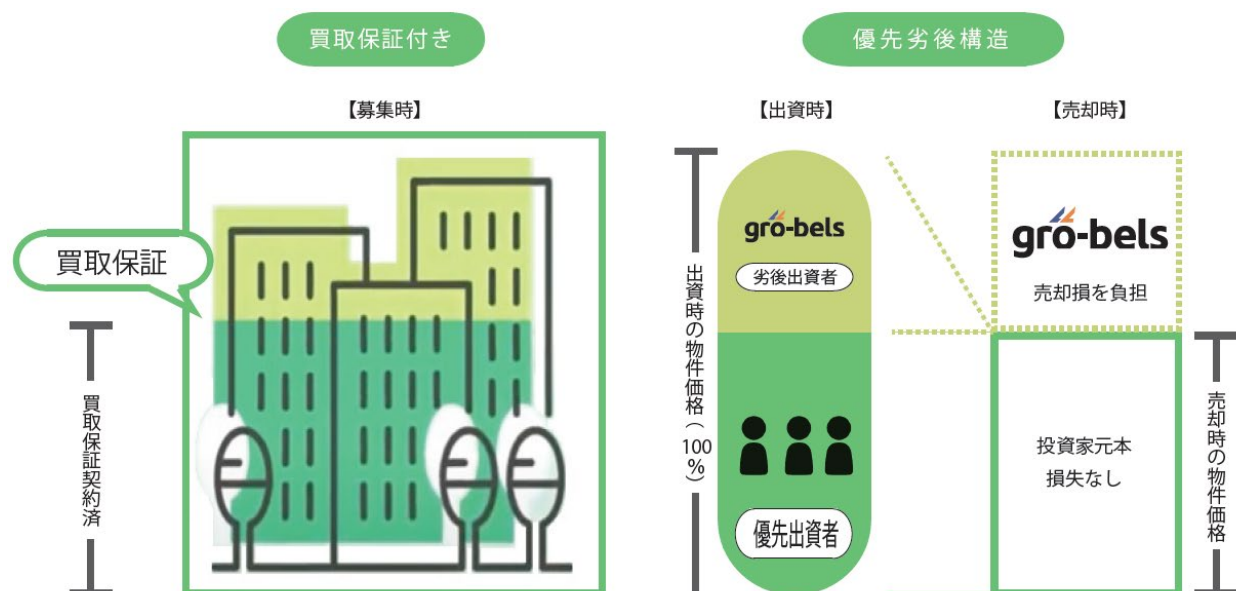 買取保証付き
【募集時】
買取保証
買取保証契約済
優先劣後構造
【出資時】
【売却時】
出資時の物件価格(100%)
gro-bels
劣後出資者
優先出資者
gro-bels
売却損を負担
投資家元本
損失なし
売却時の物件価格